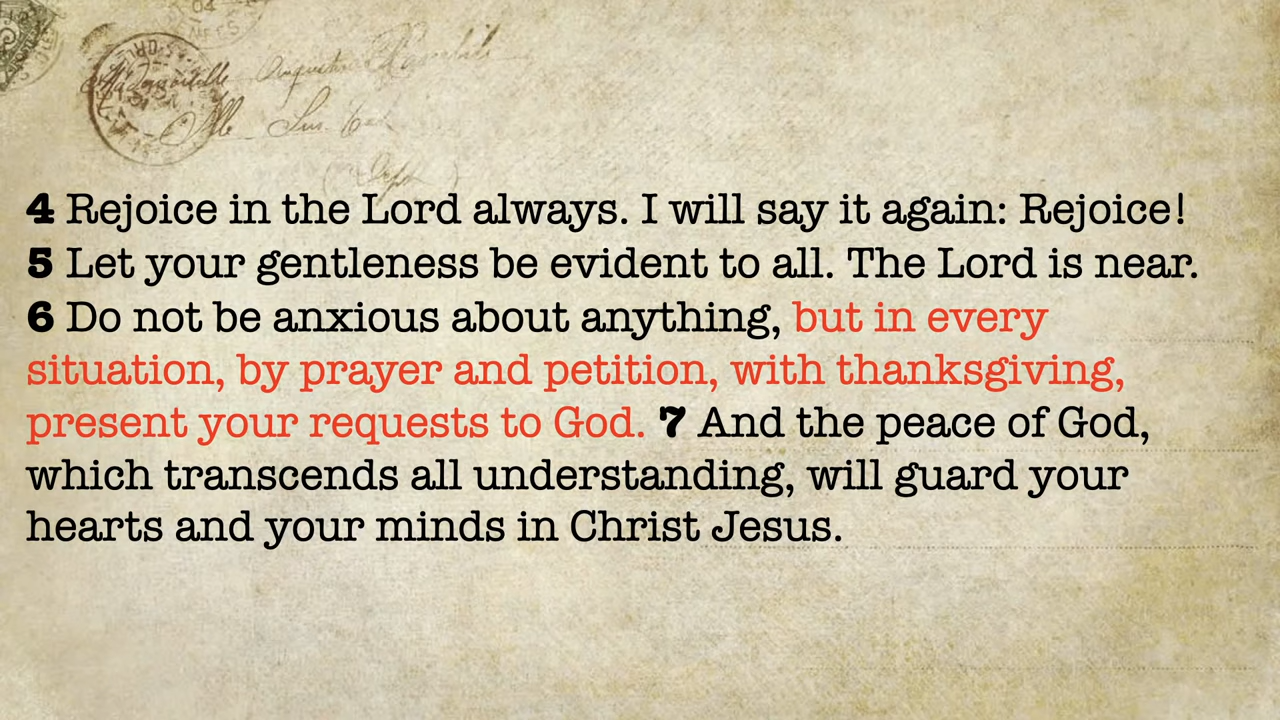 4 Rejoice in the Lord always. I will say it again: Rejoice!
5 Let your gentleness be evident to all. The Lord is near.
6 Do not be anxious about anything, but in every
situation, by prayer and petition, with thanksgiving,
present your requests to God. 7 And the peace of God,
which transcends all understanding, will guard your
hearts and your minds in Christ Jesus.